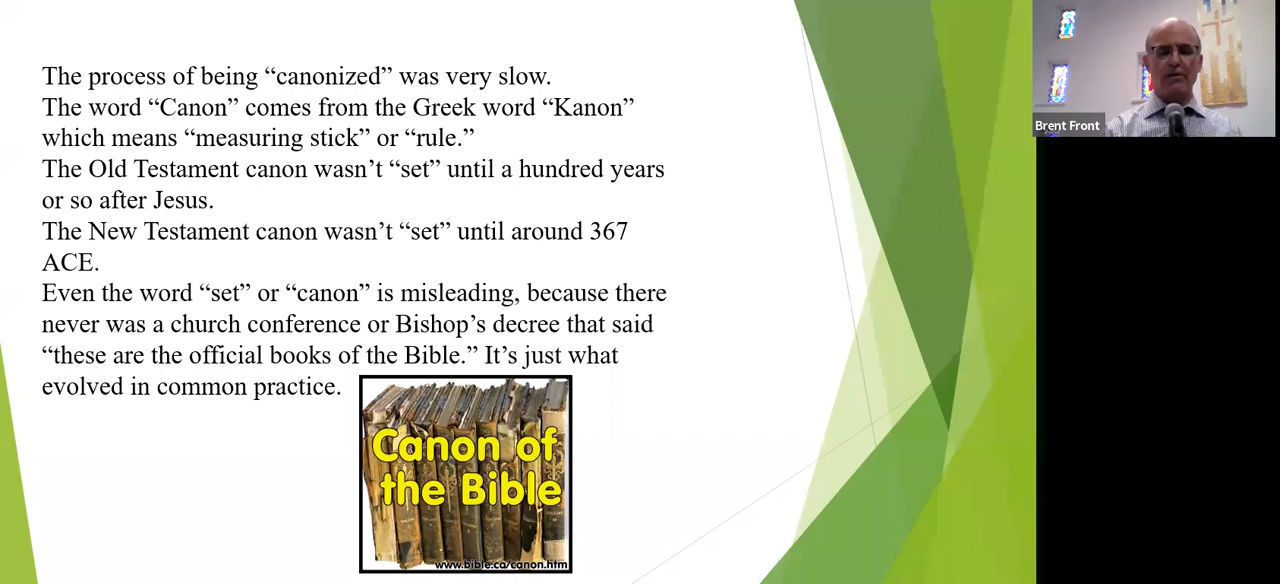 The process of being “canonized” was very slow.
The word “Canon” comes from the Greek word “Kanon”
which means “measuring stick” or “rule.”
The Old Testament canon wasn’t “set” until a hundred years
or so after Jesus.
The New Testament canon wasn’t “set” until around 367
ACE.
Even the word “set” or “canon” is misleading, because there
never was a church conference or Bishop’s decree that said
“these are the official books of the Bible.” It’s just what
evolved in common practice.
Canon of
the Bible
www.bible.ca/canon.htm
Brent Front